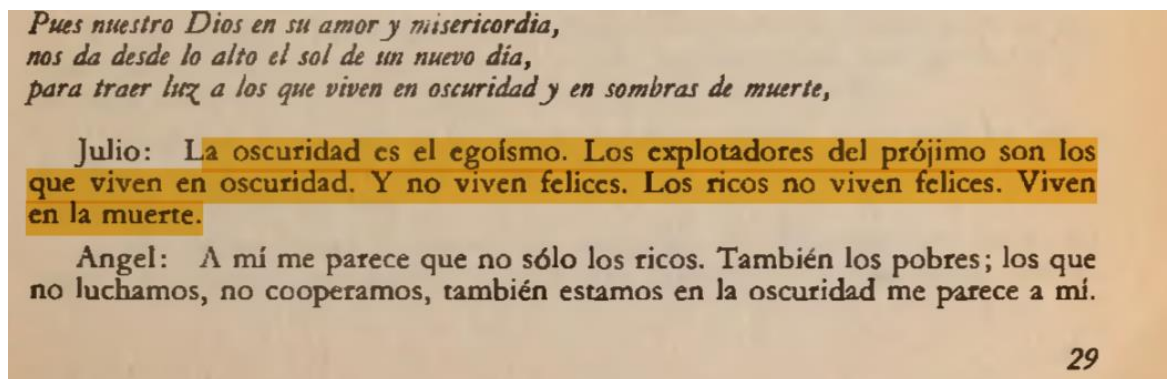 Pues nuestro Dios en su amor y misericordia,
nos da desde lo alto el sol de un nuevo día,
para traer luz a los que viven en oscuridad y en sombras de muerte,
Julio: La oscuridad es el egoísmo. Los explotadores del prójimo son los
que viven en oscuridad. Y no viven felices. Los ricos no viven felices. Viven
en la muerte.
Angel: A mí me parece que no sólo los ricos. También los pobres; los que
no luchamos, no cooperamos, también estamos en la oscuridad me parece a mí.
29